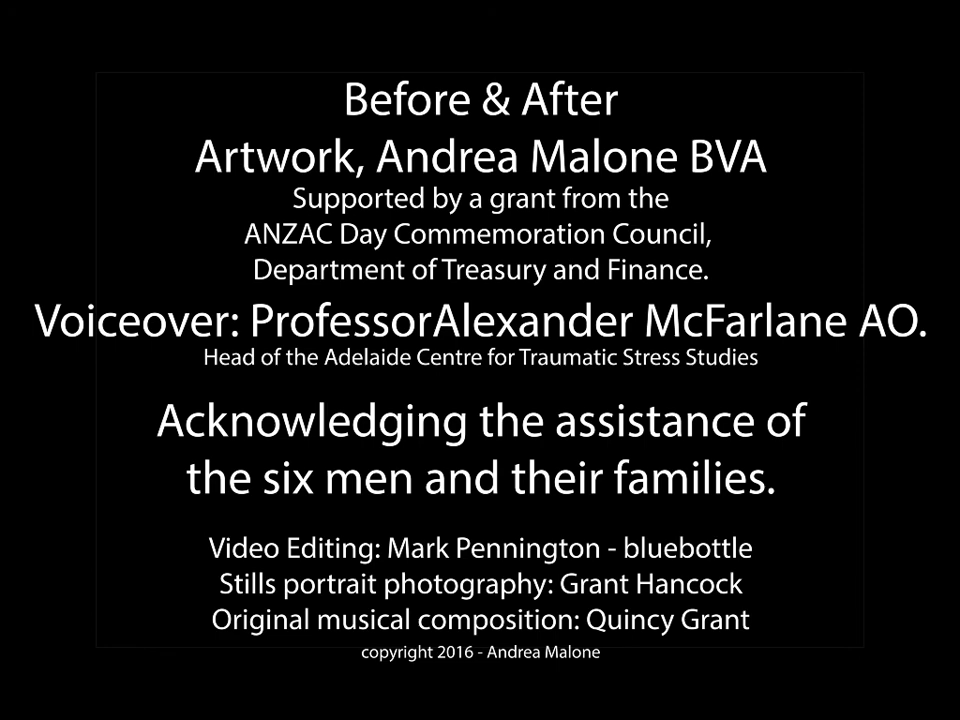 Before & After
Artwork, Andrea Malone BVA
Supported by a grant from the
ANZAC Day Commemoration Council,
Department of Treasury and Finance.
Voiceover: ProfessorAlexander McFarlane AO.
Head of the Adelaide Centre for Traumatic Stress Studies
Acknowledging the assistance of
the six men and their families.
Video Editing: Mark Pennington - bluebottle
Stills portrait photography: Grant Hancock
Original musical composition: Quincy Grant
copyright 2016 - Andrea Malone